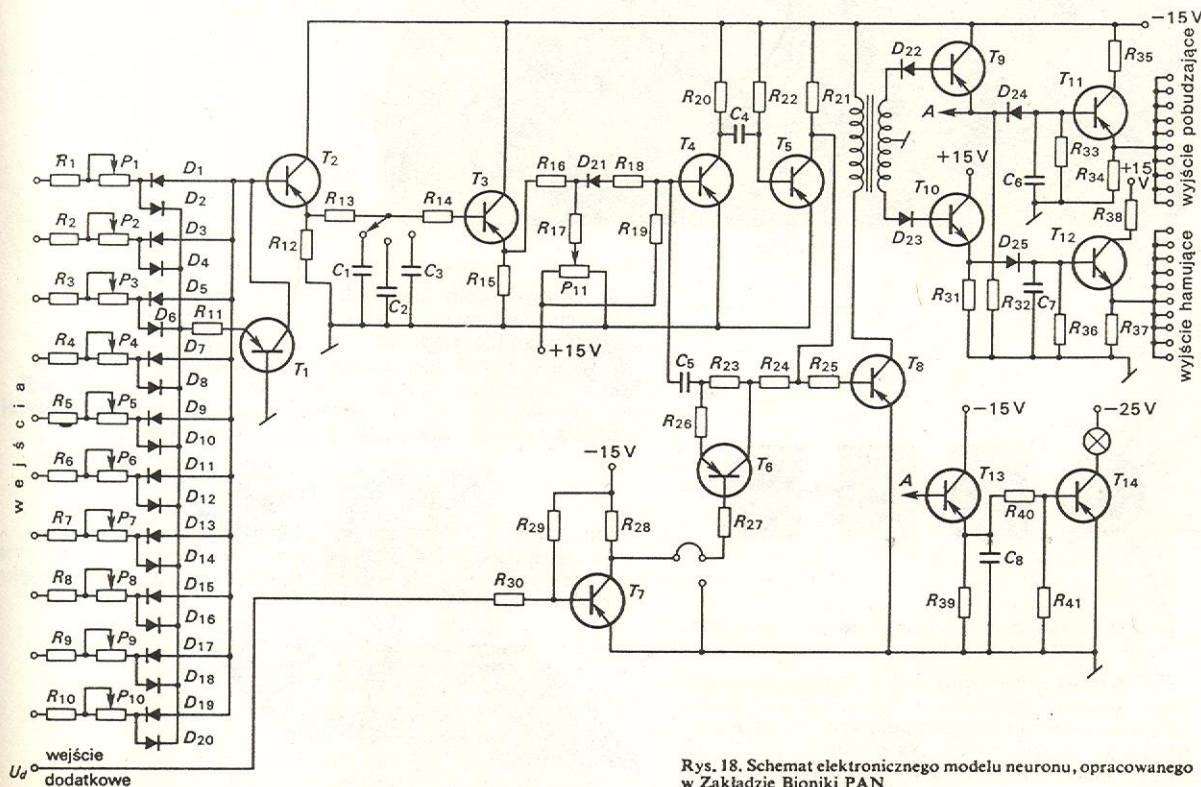 −15V
D22
T9
R35
T2
R20
R22
R21
T11
A
D24
C4
+15V
R33
wyjście pobudzające
R1
P1
D1
R16
D21
R18
T4
T5
C6
R34
+15V
D2
R13
R14
T3
T10
R38
R2
P2
D3
R17
R19
D23
D4
R12
C1
C3
D25
T12
R3
P3
D5
C2
R15
P11
R31
R32
C7
R36
R37
wyjście hamujące
D6
R11
R4
P4
D7
T1
+15V
D8
C5
R23
R24
R25
T8
wejścia
R5
P5
D9
R26
−15V
−25V
D10
R6
P6
D11
−15V
T6
A
T13
T14
D12
R29
R28
R27
R40
R7
P7
D13
D14
C8
R8
P8
D15
R30
T7
R39
R41
D16
R9
P9
D17
D18
R10
P10
D19
D20
Ud
wejście
dodatkowe
Rys. 18. Schemat elektronicznego modelu neuronu, opracowanego
w Zakładzie Bioniki PAN